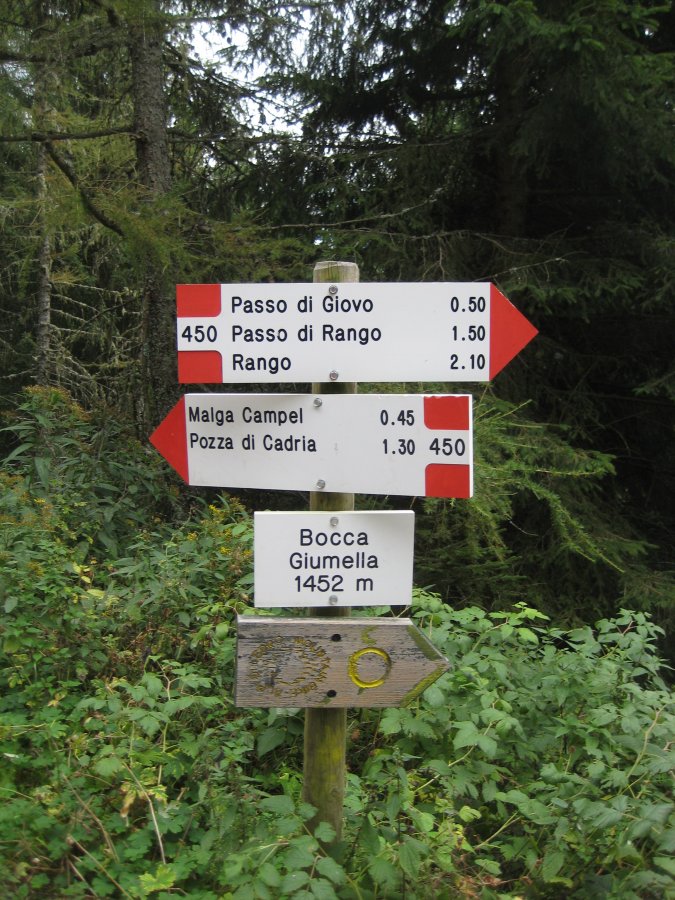 Passo di Giovo 0.50
450 Passo di Rango 1.50
Rango 2.10
Malga Campel 0.45
Pozza di Cadria 1.30 450
Bocca
Giumella
1452 m